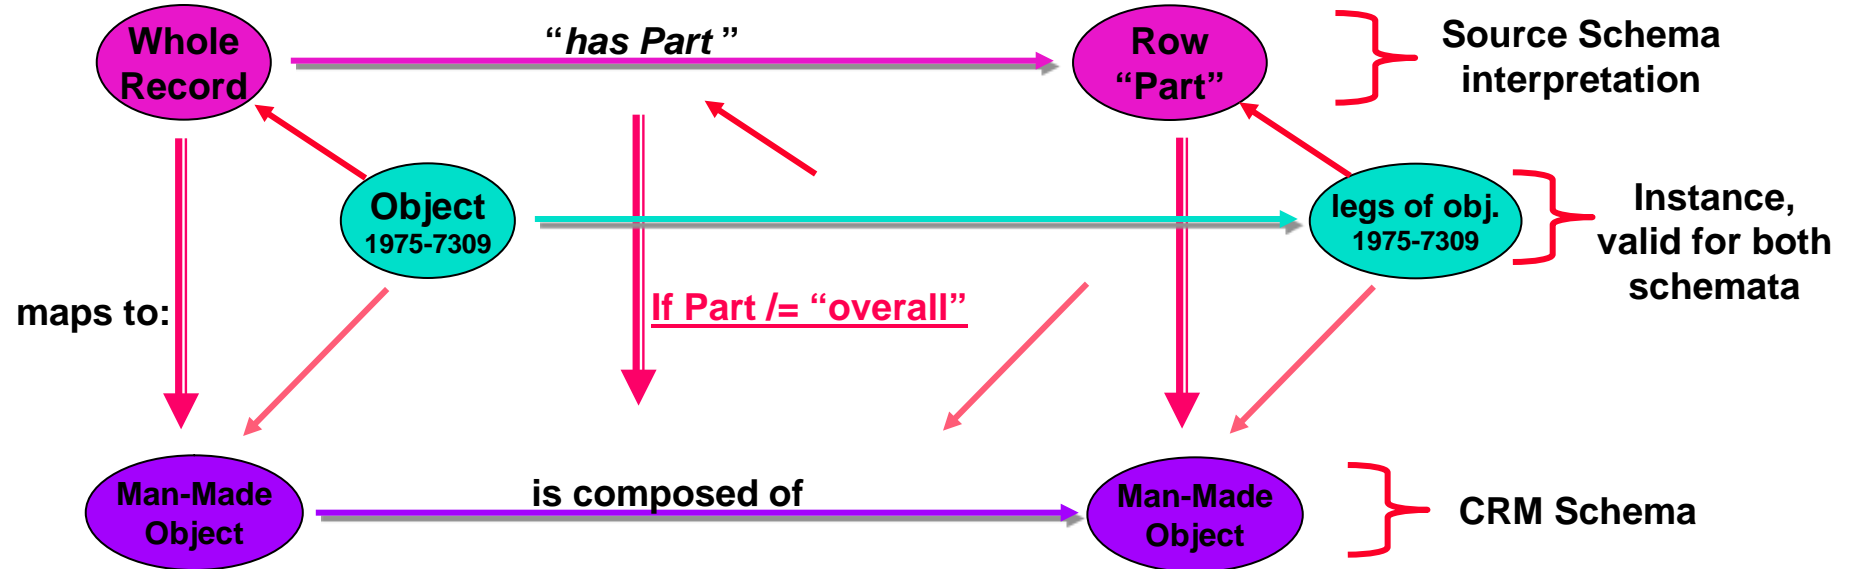 Whole
Record
“has Part ”
Row
“Part”
Source Schema
interpretation
Object
1975-7309
legs of obj.
1975-7309
Instance,
valid for both
schemata
maps to:
If Part /= “overall”
Man-Made
Object
is composed of
Man-Made
Object
CRM Schema